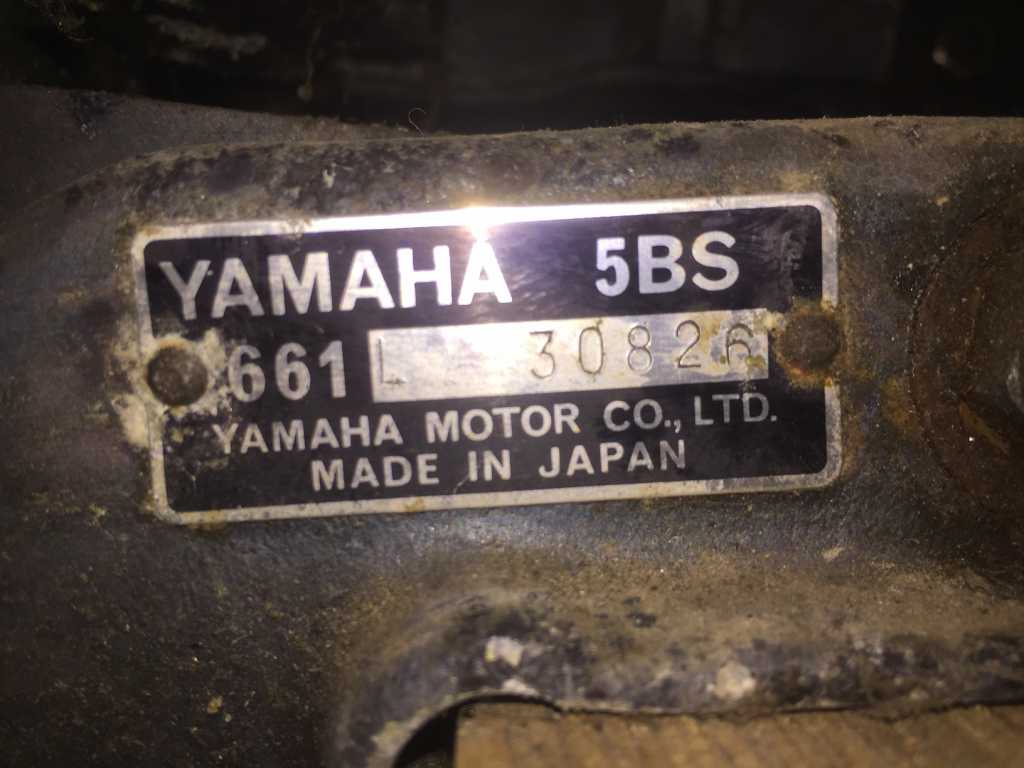 YAMAHA 5BS
661 L 30826
YAMAHA MOTOR CO., LTD.
MADE IN JAPAN